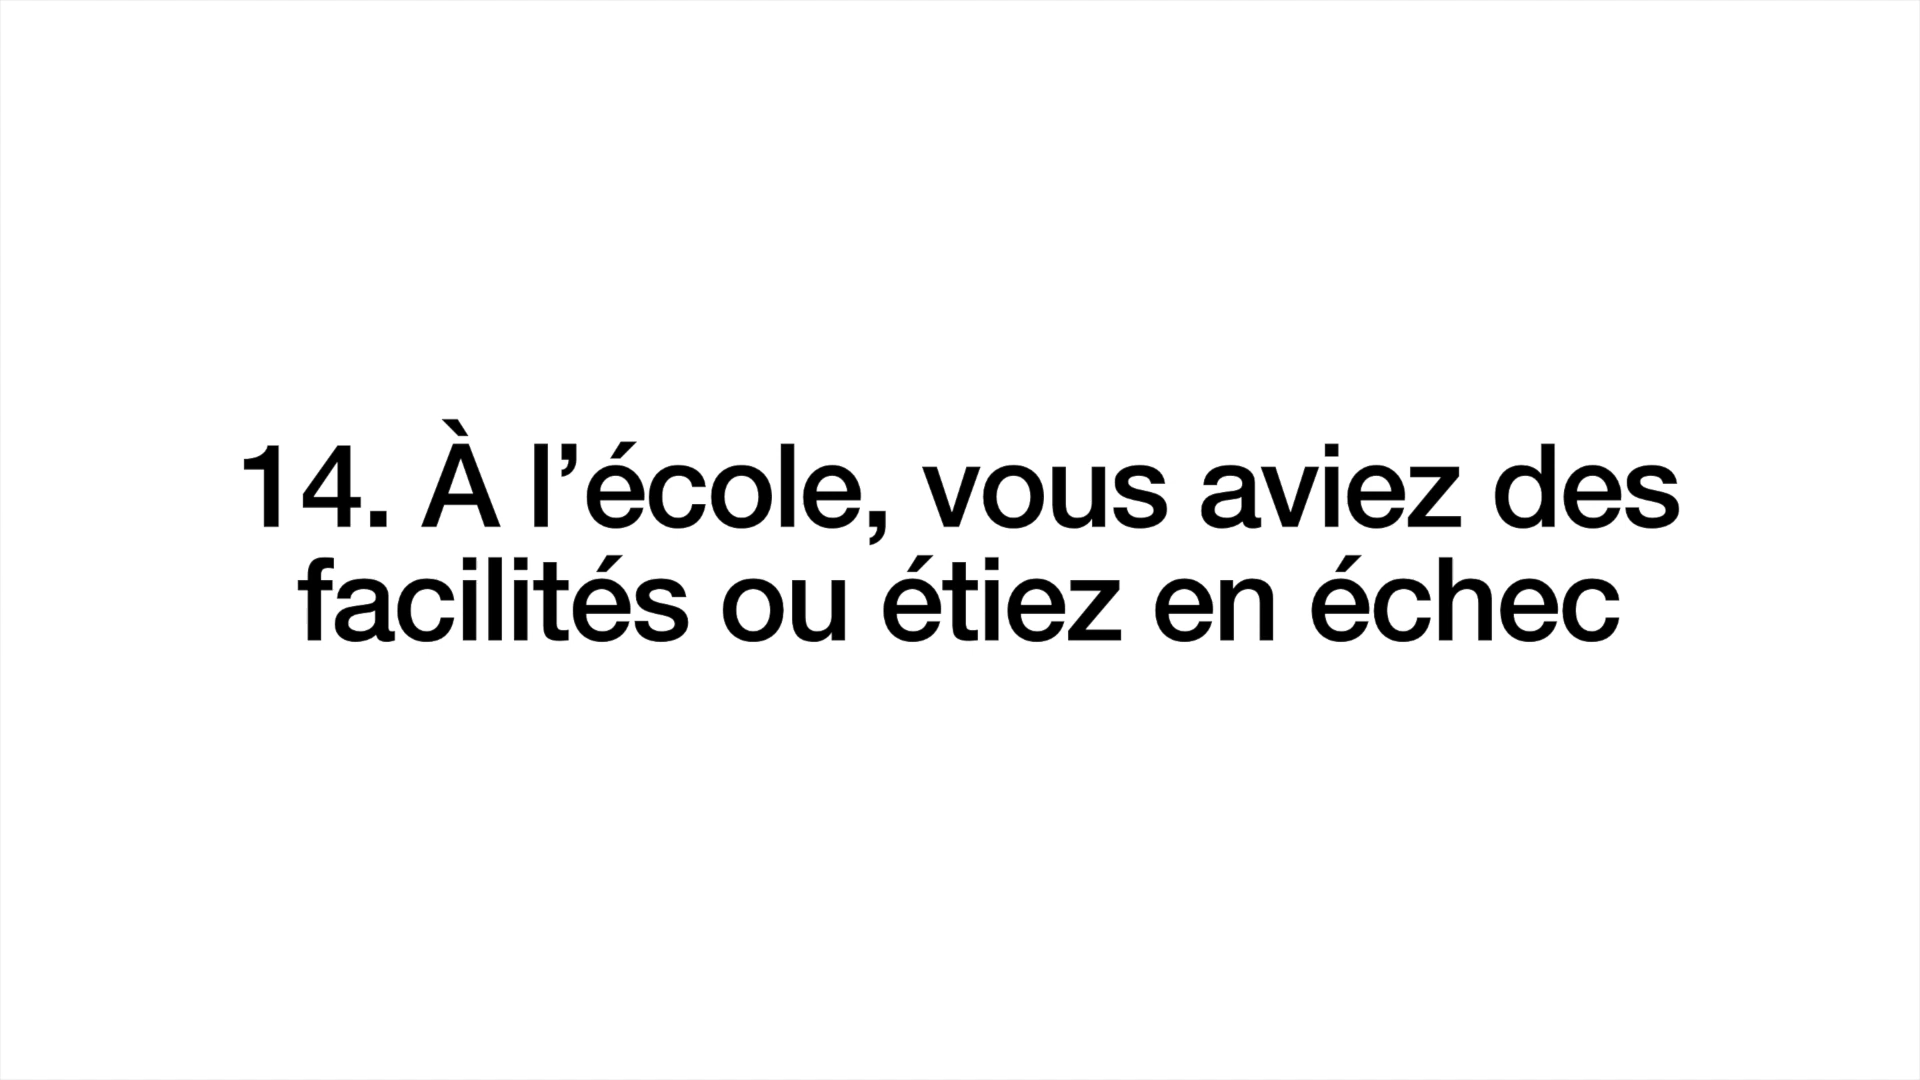 14. À l’école, vous aviez des
facilités ou étiez en échec